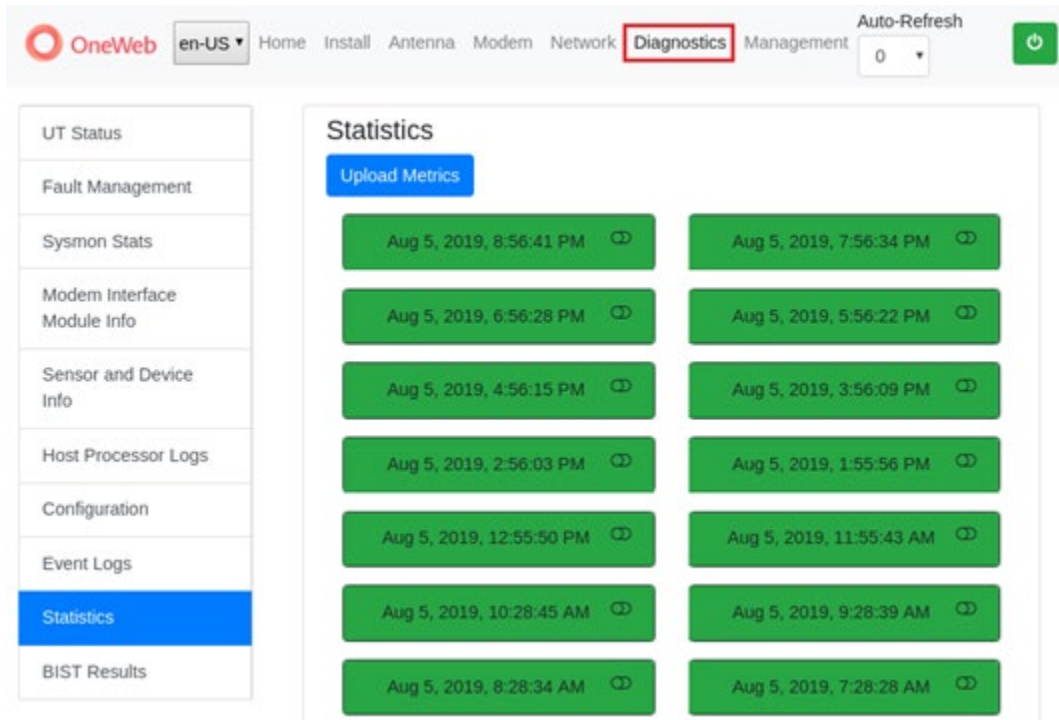 Auto-Refresh
OneWeb en-US Home Install Antenna Modem Network Diagnostics Management 0
UT Status
Fault Management
Sysmon Stats
Modem Interface
Module Info
Sensor and Device
Info
Host Processor Logs
Configuration
Event Logs
Statistics
BIST Results
Statistics
Upload Metrics
Aug 5, 2019, 8:56:41 PM
Aug 5, 2019, 7:56:34 PM
Aug 5, 2019, 6:56:28 PM
Aug 5, 2019, 5:56:22 PM
Aug 5, 2019, 4:56:15 PM
Aug 5, 2019, 3:56:09 PM
Aug 5, 2019, 2:56:03 PM
Aug 5, 2019, 1:55:56 PM
Aug 5, 2019, 12:55:50 PM
Aug 5, 2019, 11:55:43 AM
Aug 5, 2019, 10:28:45 AM
Aug 5, 2019, 9:28:39 AM
Aug 5, 2019, 8:28:34 AM
Aug 5, 2019, 7:28:28 AM